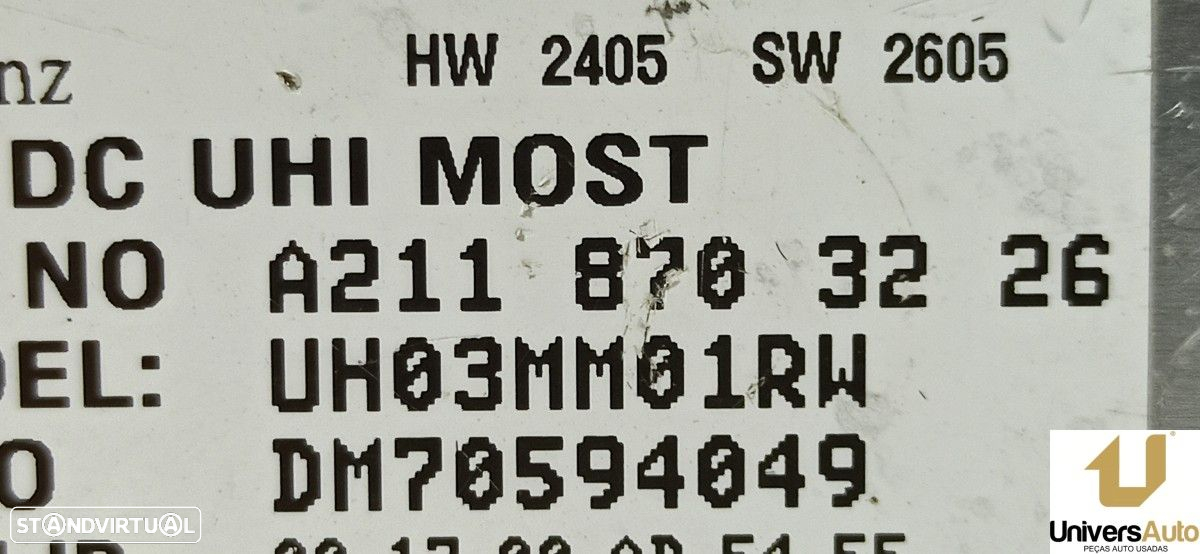 nz HW 2405 SW 2605
DC UHI MOST
NO A211 870 32 26
DEL: UH03MM01RW
O DM70594049
STANDVIRTUAL
UniversAuto
PEÇAS AUTO USADAS